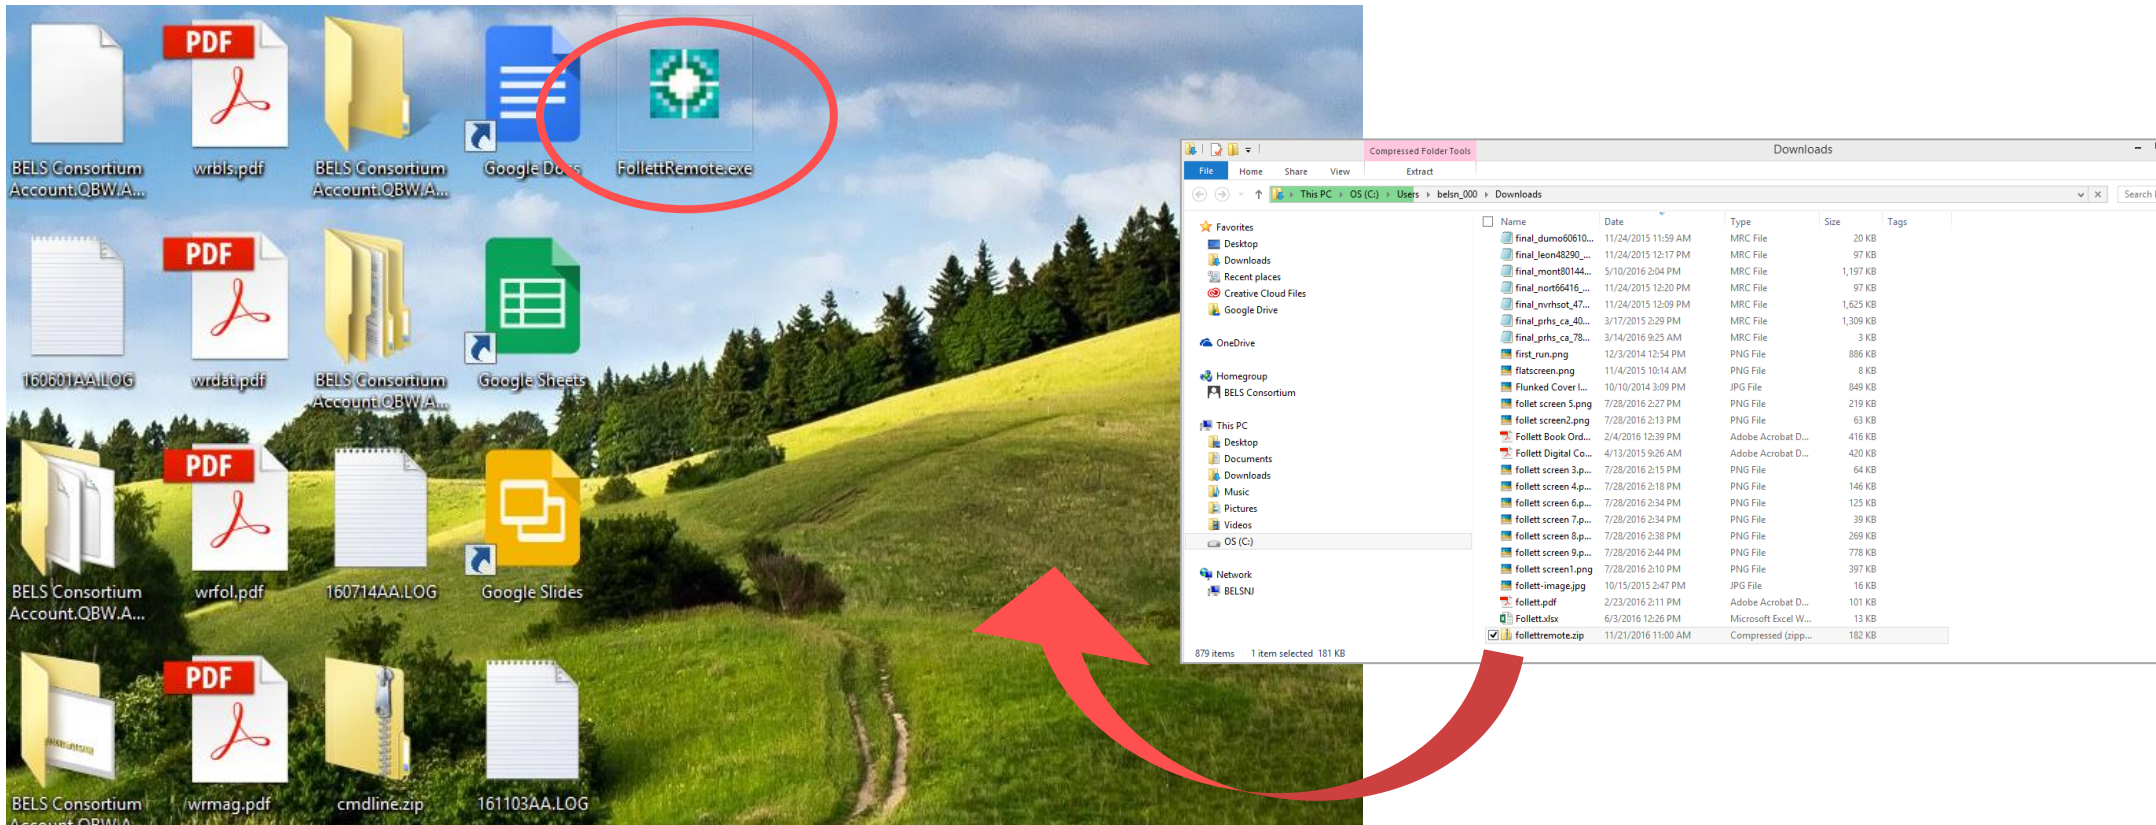 PDF
BELS Consortium
Account.QBW.A...
wrbls.pdf
BELS Consortium
Account.QBW.A...
Google Docs
FollettRemote.exe
160601AA.LOG
PDF
wrdat.pdf
BELS Consortium
Account.QBW.A...
Google Sheets
BELS Consortium
Account.QBW.A...
PDF
wrfol.pdf
160714AA.LOG
Google Slides
BELS Consortium
Account.QBW.A
PDF
wrmag.pdf
cmdline.zip
161103AA.LOG
Compressed Folder Tools
Downloads
File Home Share View Extract
This PC OS (C:) Users belsn_000 Downloads
Search
Favorites
Desktop
Downloads
Recent places
Creative Cloud Files
Google Drive
OneDrive
Homegroup
BELS Consortium
This PC
Desktop
Documents
Downloads
Music
Pictures
Videos
OS (C:)
Network
BELSNJ
Name Date Type Size Tags
final_dumo60610... 11/24/2015 11:59 AM MRC File 20 KB
final_leon48290_... 11/24/2015 12:17 PM MRC File 97 KB
final_mont80144... 5/10/2016 2:04 PM MRC File 1,197 KB
final_nort66416_... 11/24/2015 12:20 PM MRC File 97 KB
final_nvrhsot_47... 11/24/2015 12:09 PM MRC File 1,625 KB
final_prhs_ca_40... 3/17/2015 2:29 PM MRC File 1,309 KB
final_prhs_ca_78... 3/14/2016 9:25 AM MRC File 3 KB
first_run.png 12/3/2014 12:54 PM PNG File 886 KB
flatscreen.png 11/4/2015 10:14 AM PNG File 8 KB
Flunked Cover I... 10/10/2014 3:09 PM JPG File 849 KB
follet screen 5.png 7/28/2016 2:27 PM PNG File 219 KB
follet screen2.png 7/28/2016 2:13 PM PNG File 63 KB
Follett Book Ord... 2/4/2016 12:39 PM Adobe Acrobat D... 416 KB
Follett Digital Co... 4/13/2015 9:26 AM Adobe Acrobat D... 420 KB
follett screen 3.p... 7/28/2016 2:15 PM PNG File 64 KB
follett screen 4.p... 7/28/2016 2:18 PM PNG File 146 KB
follett screen 6.p... 7/28/2016 2:34 PM PNG File 125 KB
follett screen 7.p... 7/28/2016 2:34 PM PNG File 39 KB
follett screen 8.p... 7/28/2016 2:38 PM PNG File 269 KB
follett screen 9.p... 7/28/2016 2:44 PM PNG File 778 KB
follett screen1.png 7/28/2016 2:10 PM PNG File 397 KB
follett-image.jpg 10/15/2015 2:47 PM JPG File 16 KB
follett.pdf 2/23/2016 2:11 PM Adobe Acrobat D... 101 KB
Follett.xlsx 6/3/2016 12:26 PM Microsoft Excel W... 13 KB
follettremote.zip 11/21/2016 11:00 AM Compressed (zipp... 182 KB
879 items 1 item selected 181 KB